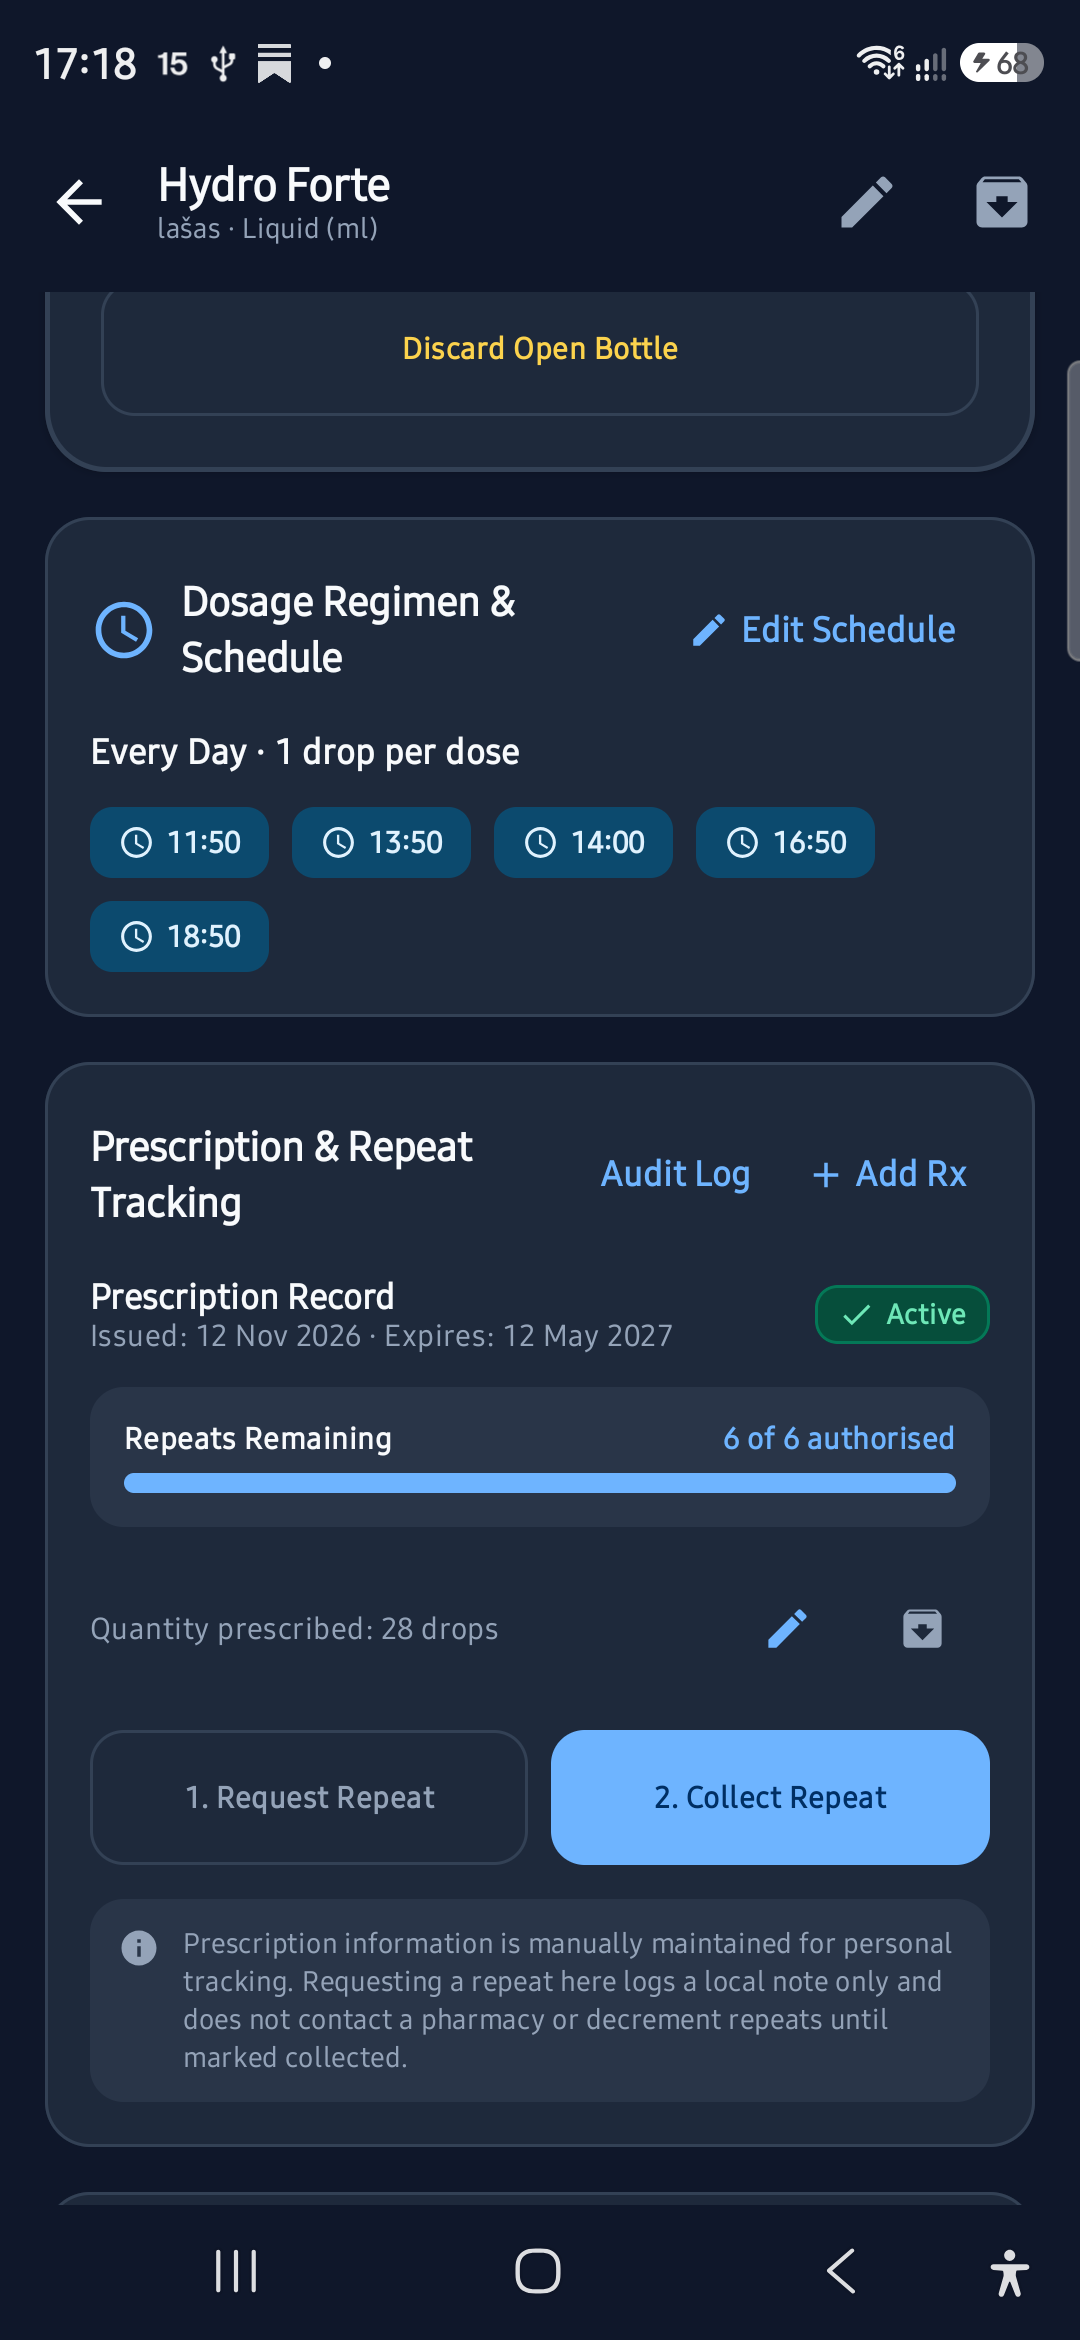 17:18 15 6 68
Hydro Forte
lašas · Liquid (ml)
Discard Open Bottle
Dosage Regimen &
Schedule
Edit Schedule
Every Day · 1 drop per dose
11:50 13:50 14:00 16:50
18:50
Prescription & Repeat
Tracking
Audit Log + Add Rx
Prescription Record
Issued: 12 Nov 2026 · Expires: 12 May 2027
Active
Repeats Remaining 6 of 6 authorised
Quantity prescribed: 28 drops
1. Request Repeat 2. Collect Repeat
Prescription information is manually maintained for personal
tracking. Requesting a repeat here logs a local note only and
does not contact a pharmacy or decrement repeats until
marked collected.